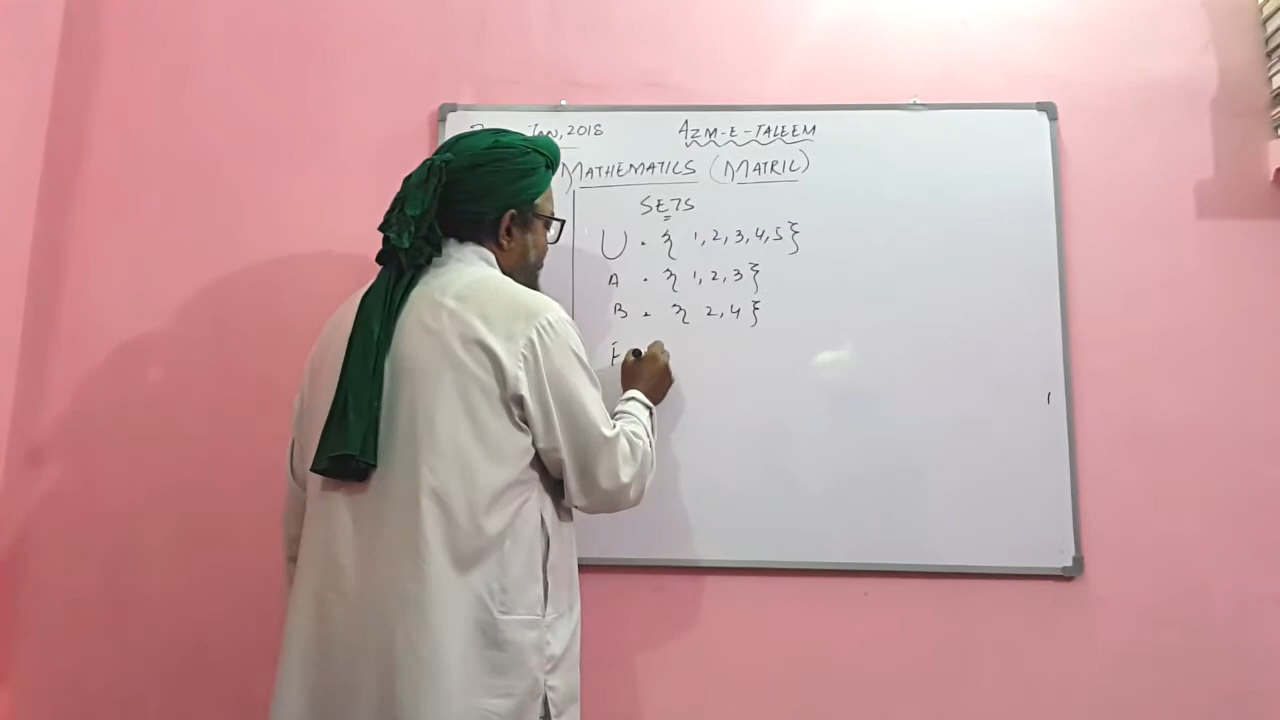 Jan, 2018 AZM-E-TALEEM
MATHEMATICS (MATRIC)
SETS
U = { 1, 2, 3, 4, 5 }
A = { 1, 2, 3 }
B = { 2, 4 }